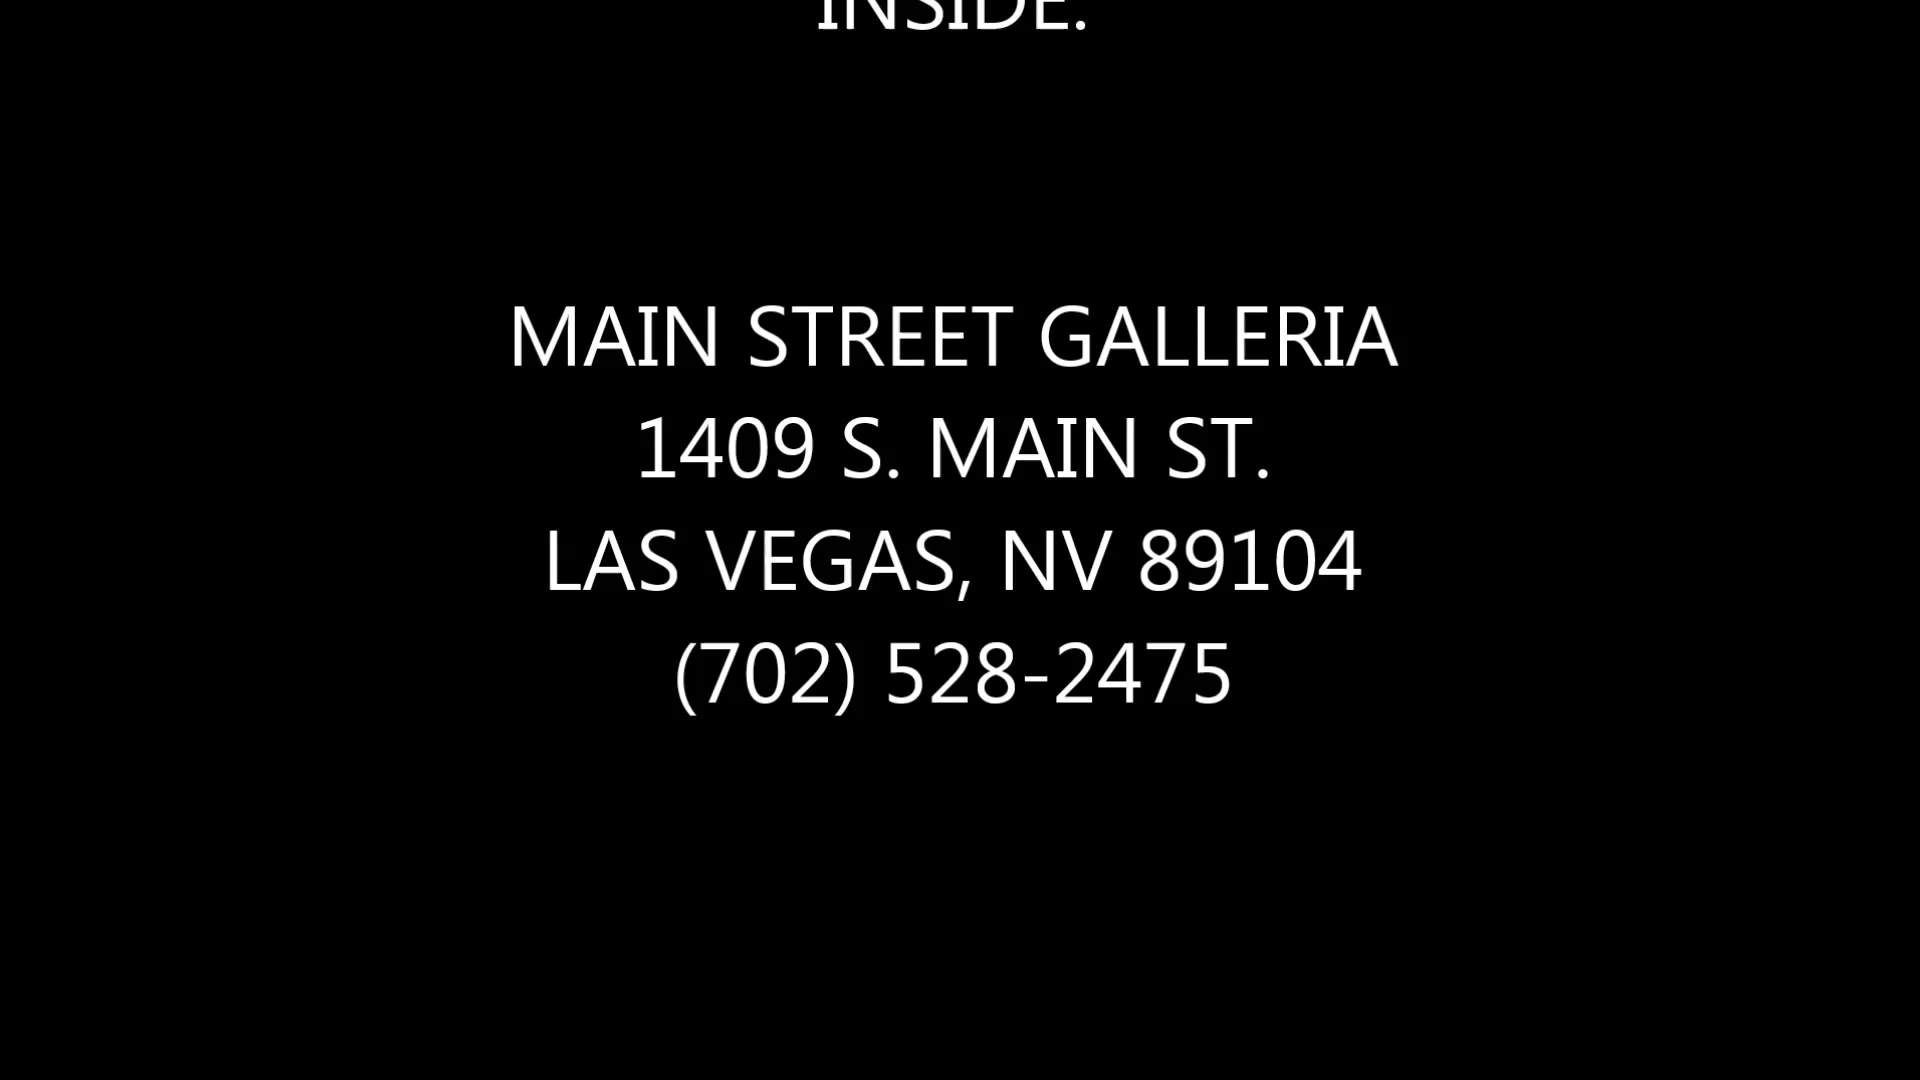 INSIDE.
MAIN STREET GALLERIA
1409 S. MAIN ST.
LAS VEGAS, NV 89104
(702) 528-2475